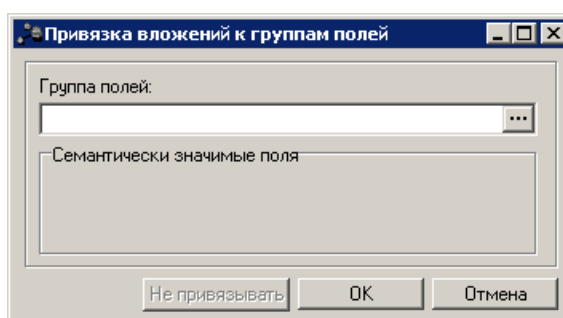 Привязка вложений к группам полей
Группа полей:
...
Семантически значимые поля
Не привязывать
OK
Отмена